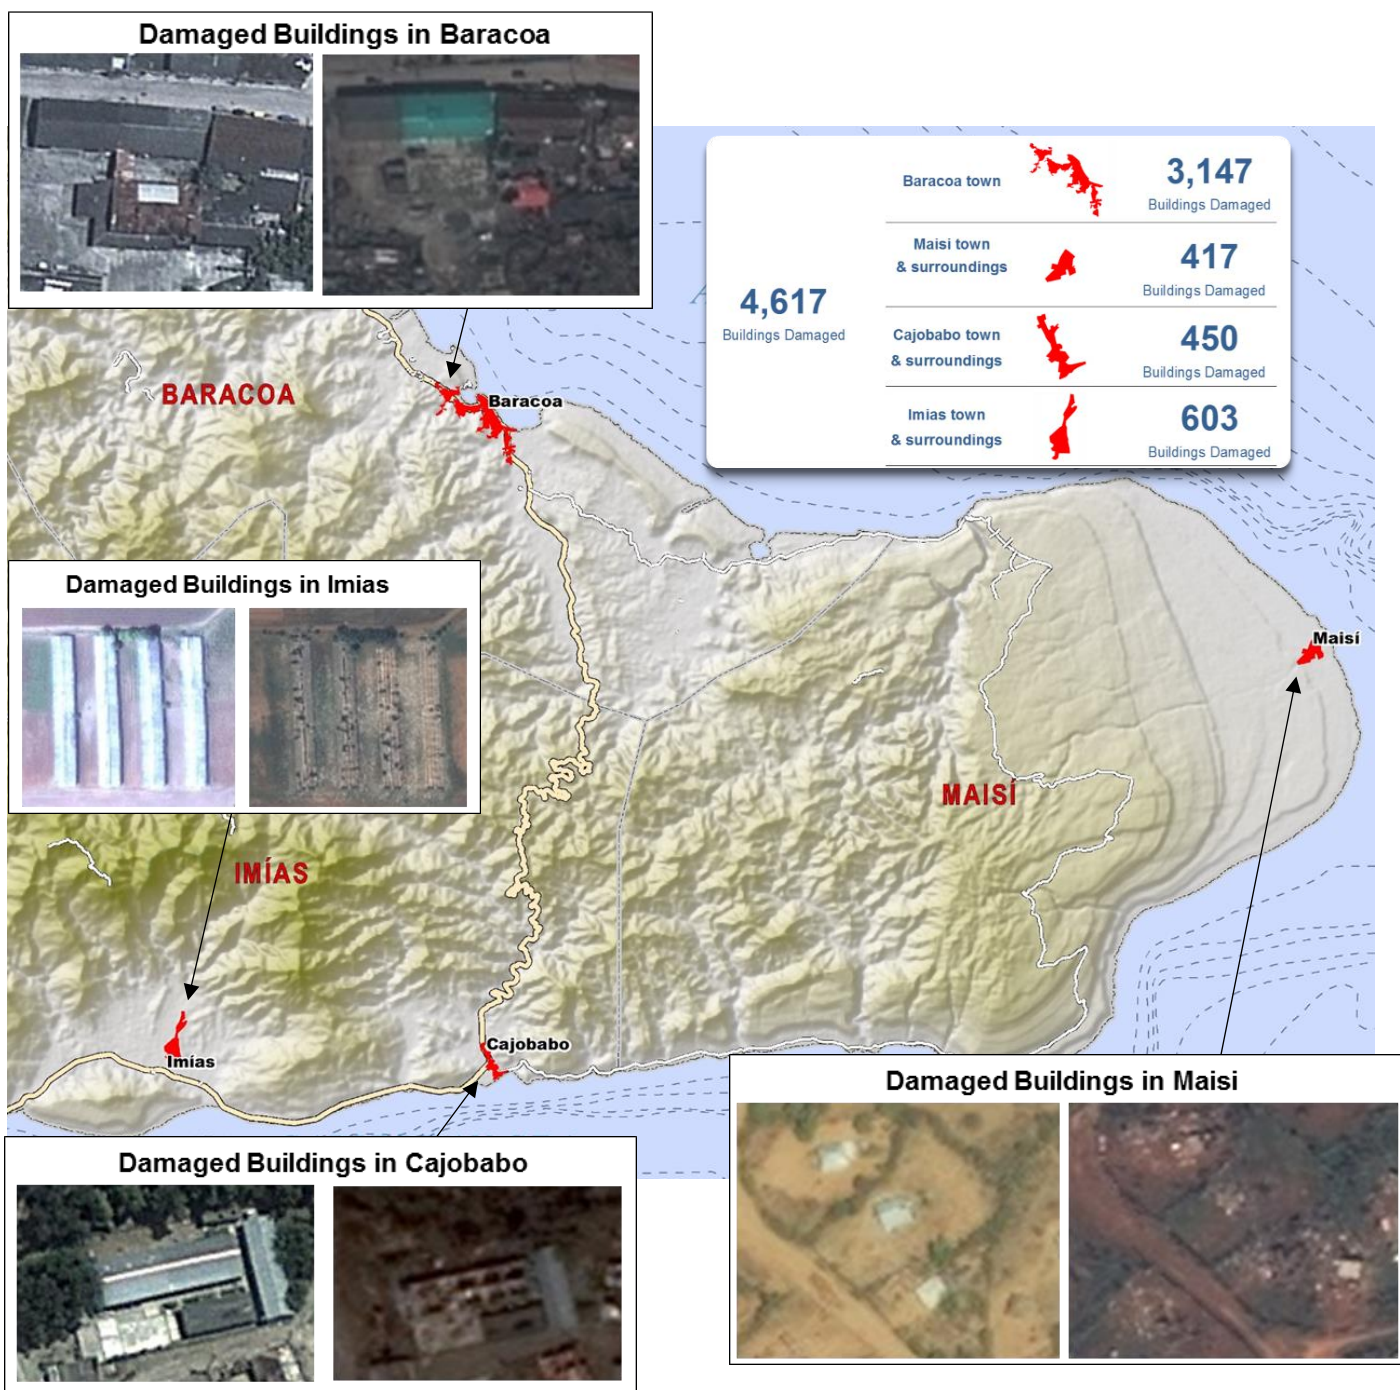 Damaged Buildings in Baracoa
Baracoa town
3,147
Buildings Damaged
Maisi town
& surroundings
417
Buildings Damaged
4,617
Buildings Damaged
Cajobabo town
& surroundings
450
Buildings Damaged
Imias town
& surroundings
603
Buildings Damaged
BARACOA
Baracoa
Damaged Buildings in Imias
Maisí
MAISÍ
IMÍAS
Imías
Cajobabo
Damaged Buildings in Cajobabo
Damaged Buildings in Maisi